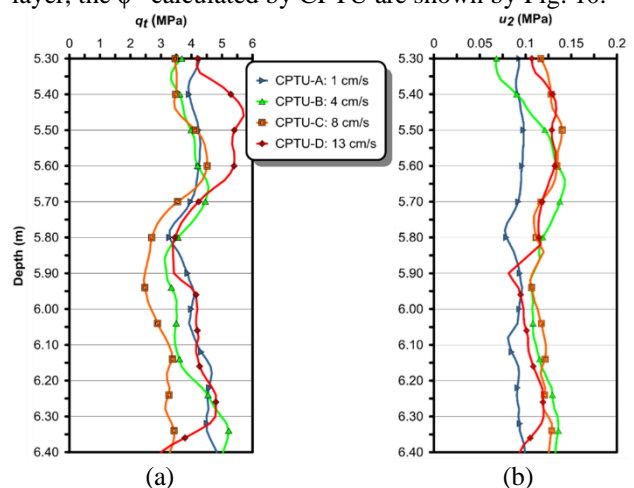 layer, the ϕ' calculated by CPTU are shown by Fig. 10.
qt (MPa)
0 1 2 3 4 5 6
u2 (MPa)
0 0.05 0.1 0.15 0.2
5.30
5.40
5.50
5.60
5.70
5.80
5.90
6.00
6.10
6.20
6.30
6.40
Depth (m)
CPTU-A: 1 cm/s
CPTU-B: 4 cm/s
CPTU-C: 8 cm/s
CPTU-D: 13 cm/s
5.30
5.40
5.50
5.60
5.70
5.80
5.90
6.00
6.10
6.20
6.30
6.40
(a)
(b)